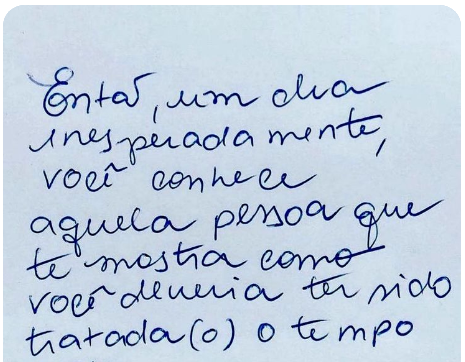 Então, um dia
inesperadamente,
você conhece
aquela pessoa que
te mostra como
você deveria ter sido
tratada(o) o tempo